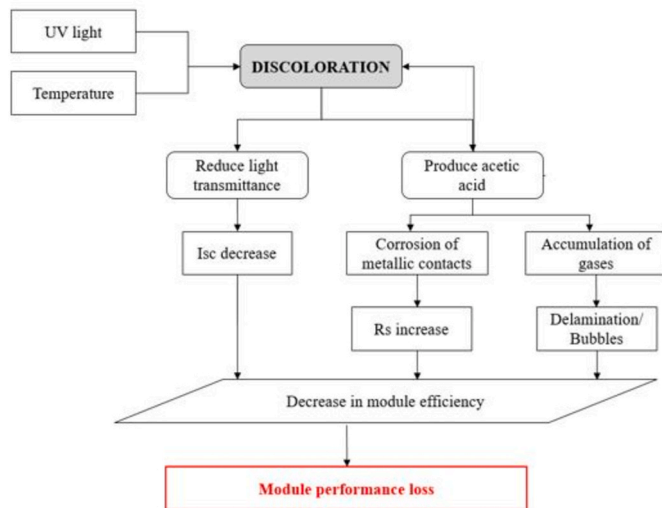 UV light
Temperature
DISCOLORATION
Reduce light
transmittance
Produce acetic
acid
Isc decrease
Corrosion of
metallic contacts
Accumulation of
gases
Rs increase
Delamination/
Bubbles
Decrease in module efficiency
Module performance loss